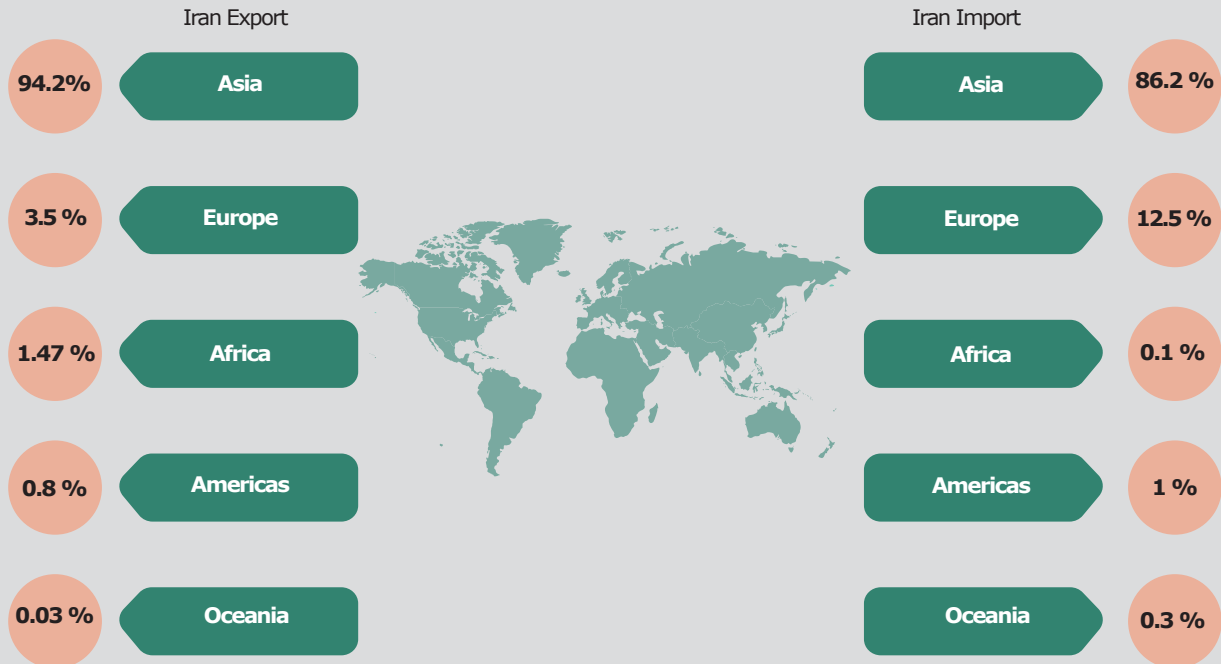 Iran Export
94.2%
Asia
3.5 %
Europe
1.47 %
Africa
0.8 %
Americas
0.03 %
Oceania
Iran Import
Asia
86.2 %
Europe
12.5 %
Africa
0.1 %
Americas
1 %
Oceania
0.3 %